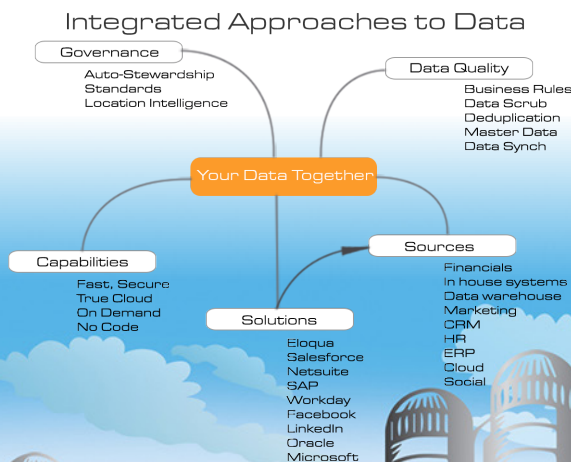 Integrated Approaches to Data
Governance
Auto-Stewardship
Standards
Location Intelligence
Data Quality
Business Rules
Data Scrub
Deduplication
Master Data
Data Synch
Your Data Together
Capabilities
Fast, Secure
True Cloud
On Demand
No Code
Solutions
Eloqua
Salesforce
Netsuite
SAP
Workday
Facebook
LinkedIn
Oracle
Microsoft
Sources
Financials
In house systems
Data warehouse
Marketing
CRM
HR
ERP
Cloud
Social